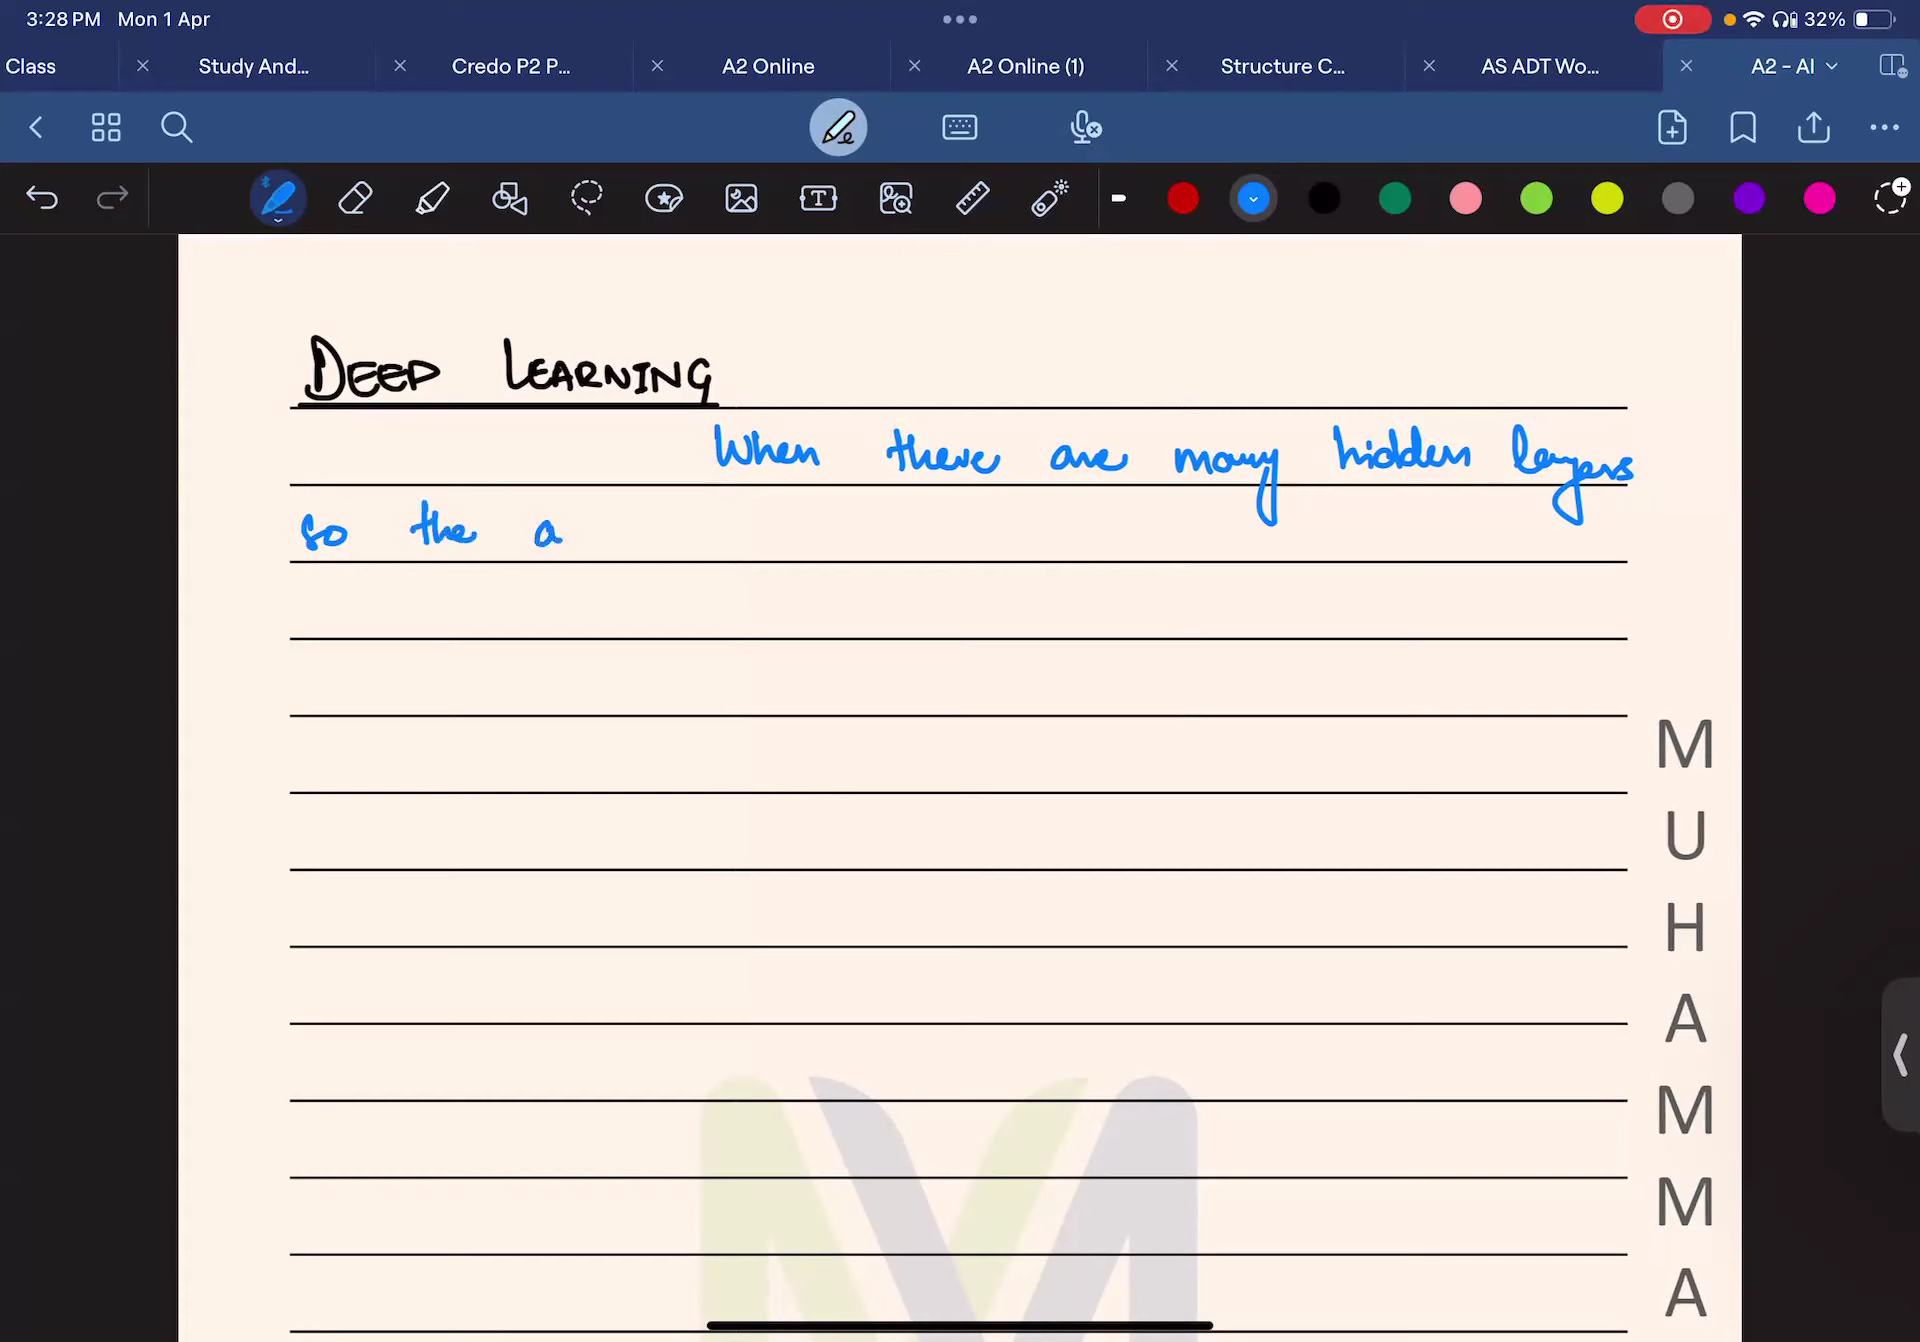 3:28 PM Mon 1 Apr
32%
Class
Study And...
Credo P2 P...
A2 Online
A2 Online (1)
Structure C...
AS ADT Wo...
A2 - AI
DEEP LEARNING
When there are many hidden layers
so the a
M
U
H
A
M
M
A